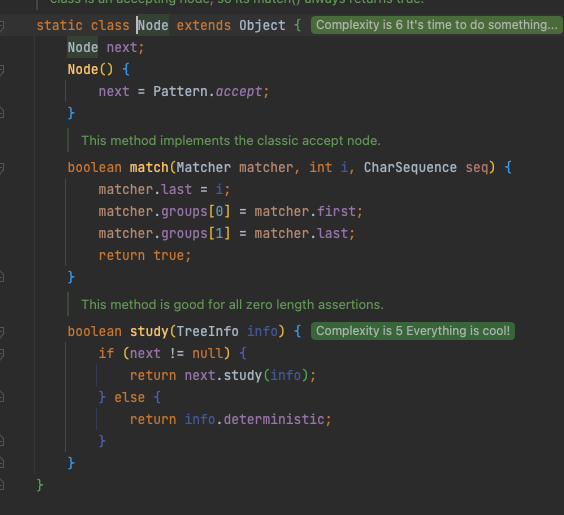 class is an accepting node, so its match() always returns true.
static class Node extends Object { Complexity is 6 It's time to do something...
Node next;
Node() {
next = Pattern.accept;
}
This method implements the classic accept node.
boolean match(Matcher matcher, int i, CharSequence seq) {
matcher.last = i;
matcher.groups[0] = matcher.first;
matcher.groups[1] = matcher.last;
return true;
}
This method is good for all zero length assertions.
boolean study(TreeInfo info) { Complexity is 5 Everything is cool!
if (next != null) {
return next.study(info);
} else {
return info.deterministic;
}
}
}